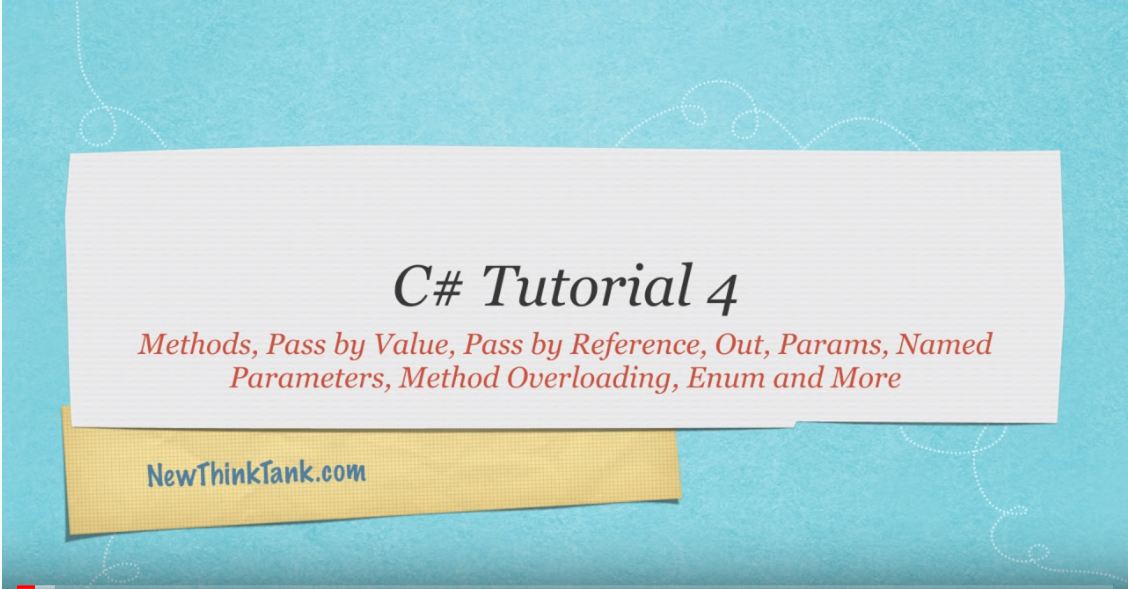 C# Tutorial 4
Methods, Pass by Value, Pass by Reference, Out, Params, Named
Parameters, Method Overloading, Enum and More
NewThinkTank.com